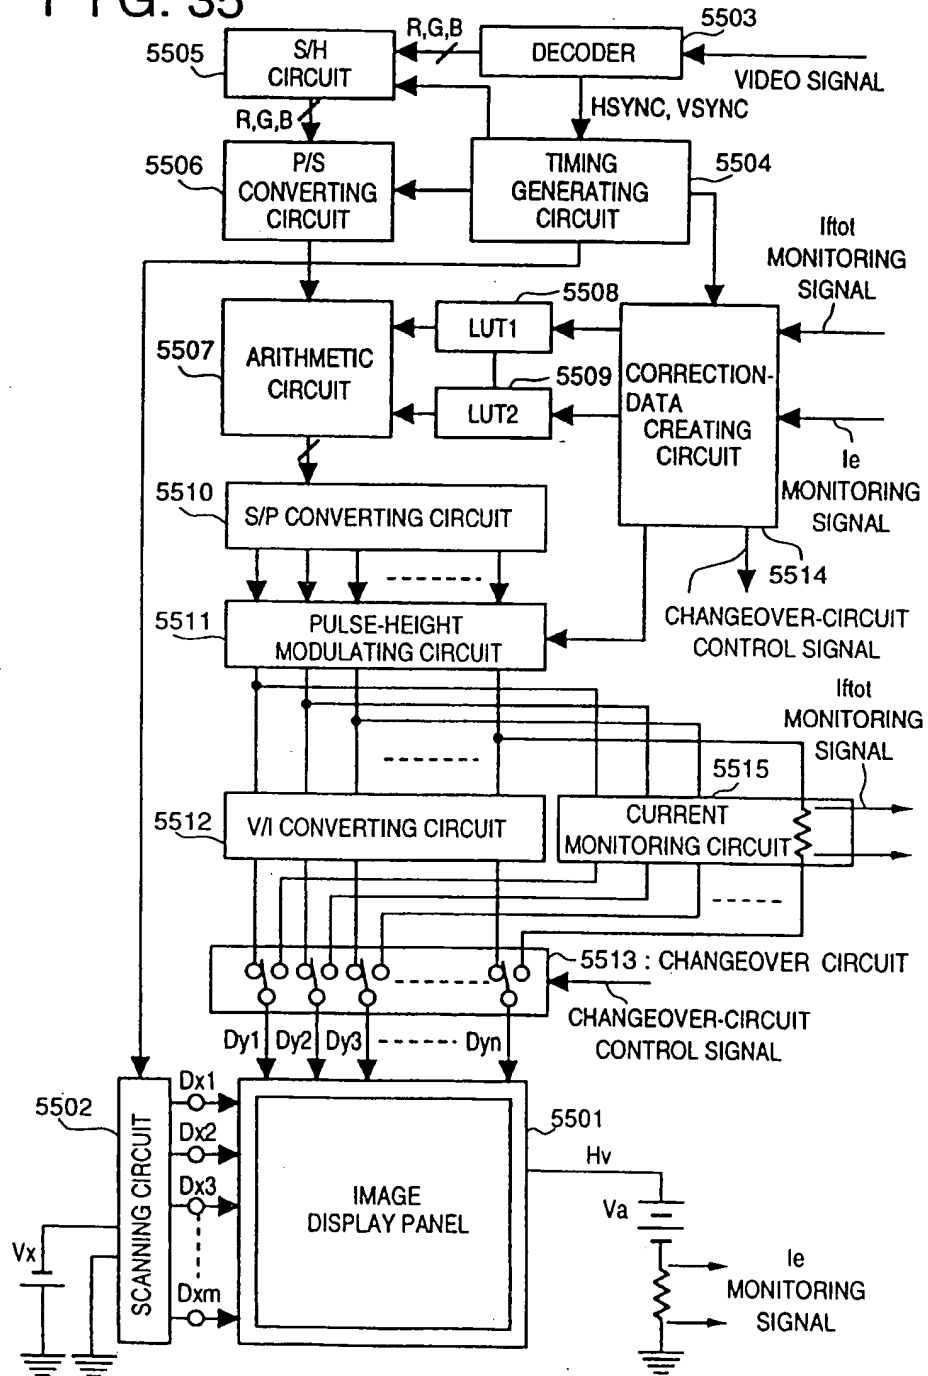 FIG. 35
5503
R,G,B
5505
S/H
CIRCUIT
DECODER
VIDEO SIGNAL
HSYNC, VSYNC
R,G,B
5506
P/S
CONVERTING
CIRCUIT
TIMING
GENERATING
CIRCUIT
5504
Iftot
MONITORING
SIGNAL
5508
LUT1
5507
ARITHMETIC
CIRCUIT
5509
LUT2
CORRECTION-
DATA
CREATING
CIRCUIT
Ie
MONITORING
SIGNAL
5510
S/P CONVERTING CIRCUIT
5514
CHANGEOVER-CIRCUIT
CONTROL SIGNAL
5511
PULSE-HEIGHT
MODULATING CIRCUIT
Iftot
MONITORING
SIGNAL
5515
5512
V/I CONVERTING CIRCUIT
CURRENT
MONITORING CIRCUIT
5513 : CHANGEOVER CIRCUIT
CHANGEOVER-CIRCUIT
CONTROL SIGNAL
Dy1 Dy2 Dy3 Dyn
5502
SCANNING CIRCUIT
Dx1
Dx2
Dx3
Dxm
5501
IMAGE
DISPLAY PANEL
Hv
Va
Vx
Ie
MONITORING
SIGNAL